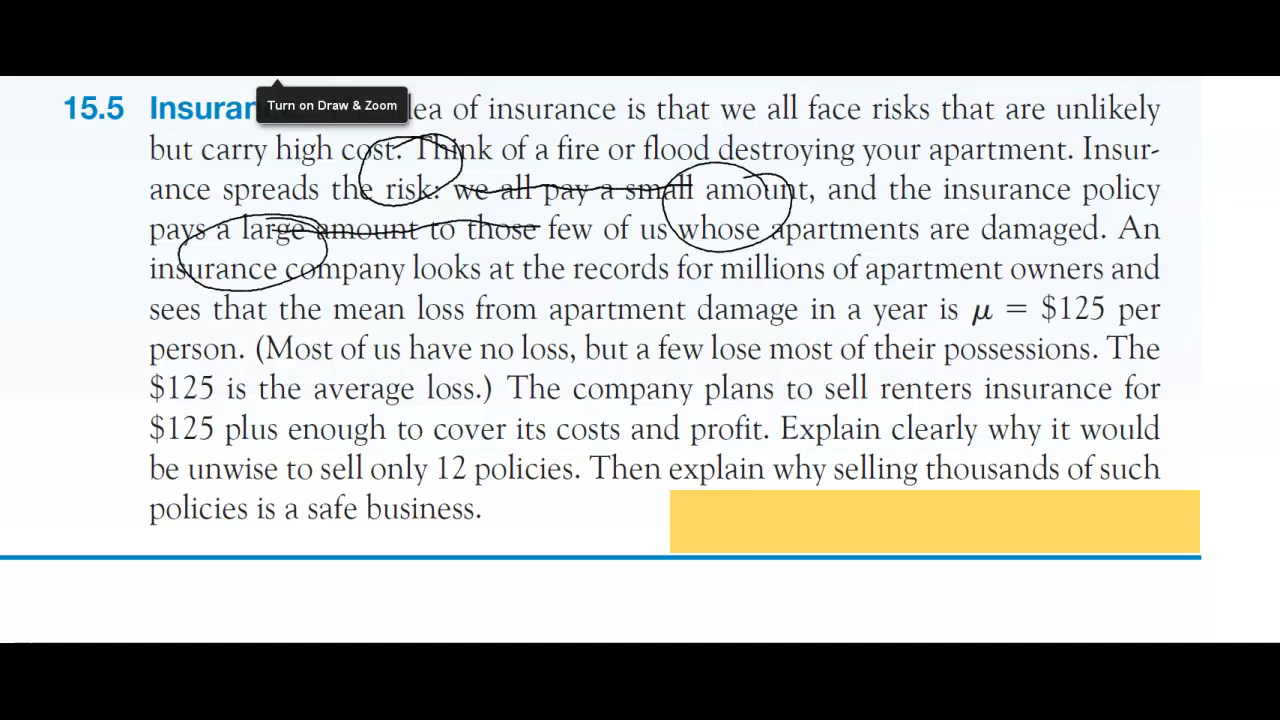 15.5 Insuran
Turn on Draw & Zoom
dea of insurance is that we all face risks that are unlikely
but carry high cost. Think of a fire or flood destroying your apartment. Insur-
ance spreads the risk: we all pay a small amount, and the insurance policy
pays a large amount to those few of us whose apartments are damaged. An
insurance company looks at the records for millions of apartment owners and
sees that the mean loss from apartment damage in a year is μ = $125 per
person. (Most of us have no loss, but a few lose most of their possessions. The
$125 is the average loss.) The company plans to sell renters insurance for
$125 plus enough to cover its costs and profit. Explain clearly why it would
be unwise to sell only 12 policies. Then explain why selling thousands of such
policies is a safe business.